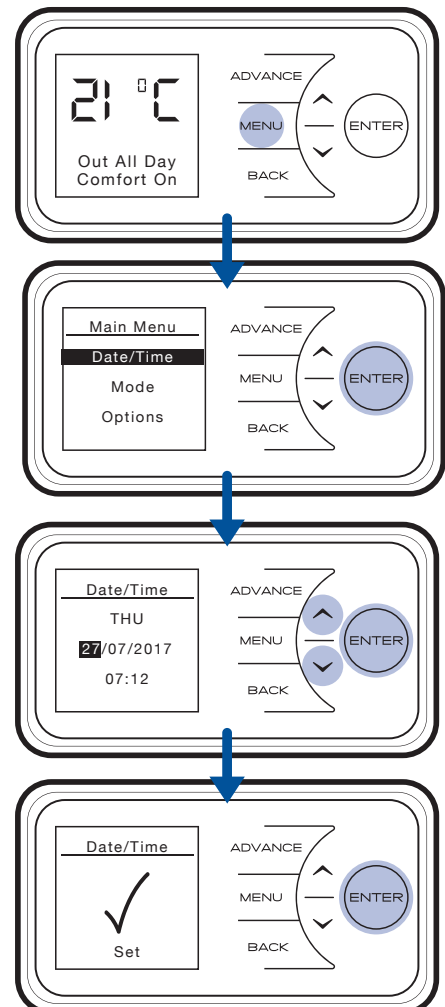 21 °C
Out All Day
Comfort On
ADVANCE
MENU
BACK
ENTER
Main Menu
Date/Time
Mode
Options
ADVANCE
MENU
BACK
ENTER
Date/Time
THU
27/07/2017
07:12
ADVANCE
MENU
BACK
ENTER
Date/Time
Set
ADVANCE
MENU
BACK
ENTER